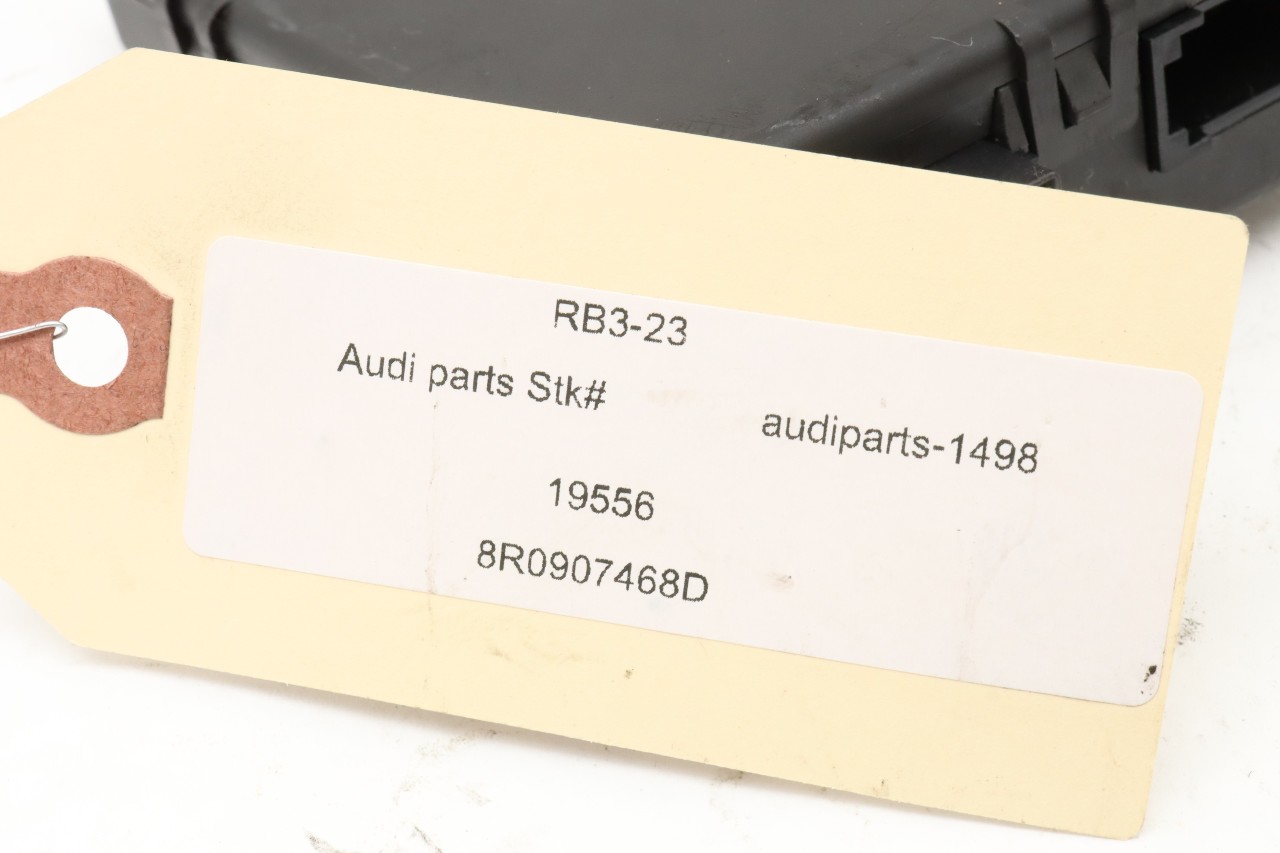 RB3-23
Audi parts Stk# audiparts-1498
19556
8R0907468D